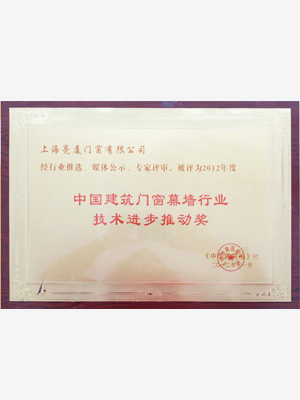 上海亮厦门窗有限公司
经行业推选、媒体公示、专家评审，被评为2012年度
中国建筑门窗幕墙行业
技术进步推动奖